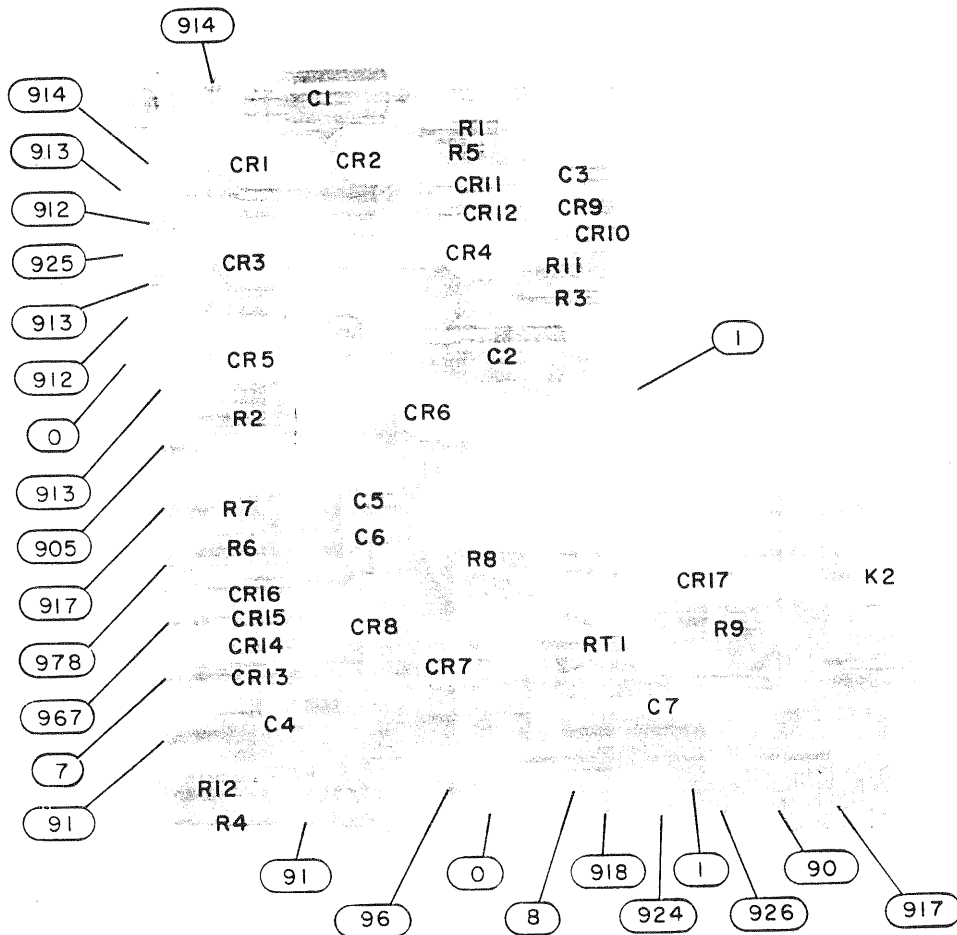 914
914
C1
R1
913
CR1 CR2 R5
C3
CR11
912
CR12 CR9
CR10
925
CR3 CR4 R11
913
R3
1
912
CR5 C2
0
R2 CR6
913
C5
R7
905
R6 C6
R8
917
CR16 CR17 K2
CR15
CR8 R9
978
CR14 RT1
CR13 CR7
967
C4 C7
7
R12
91
R4
91 0 918 1 90
96 8 924 926 917